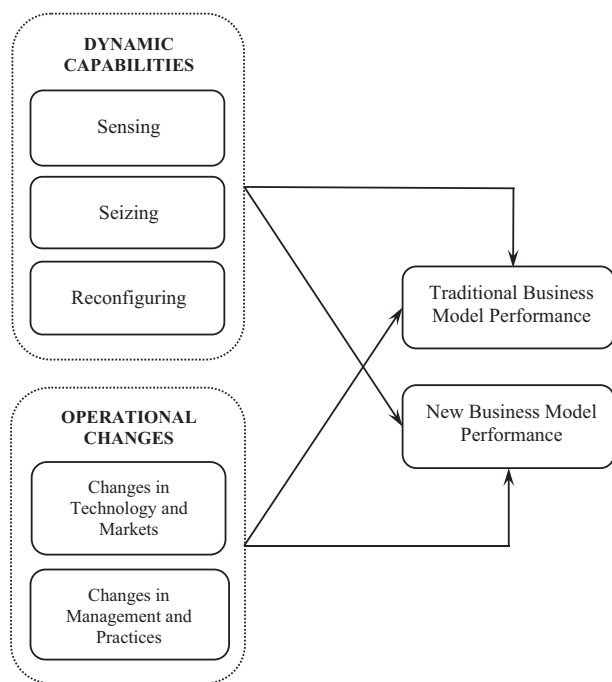 DYNAMIC
CAPABILITIES
Sensing
Seizing
Reconfiguring
Traditional Business
Model Performance
New Business Model
Performance
OPERATIONAL
CHANGES
Changes in
Technology and
Markets
Changes in
Management and
Practices